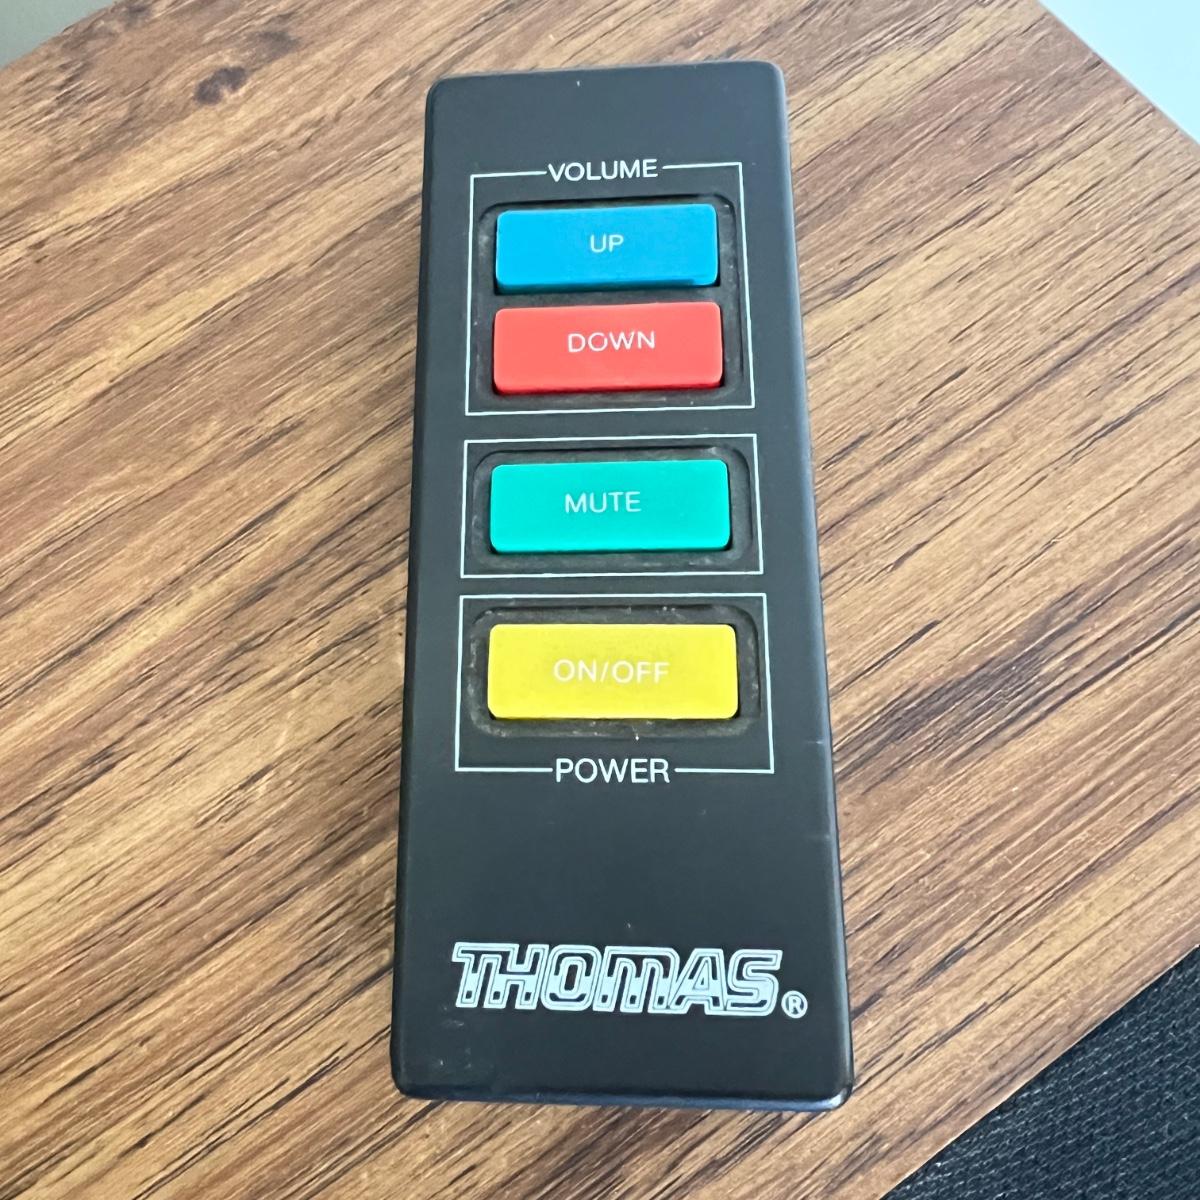 VOLUME
UP
DOWN
MUTE
ON/OFF
POWER
THOMAS®